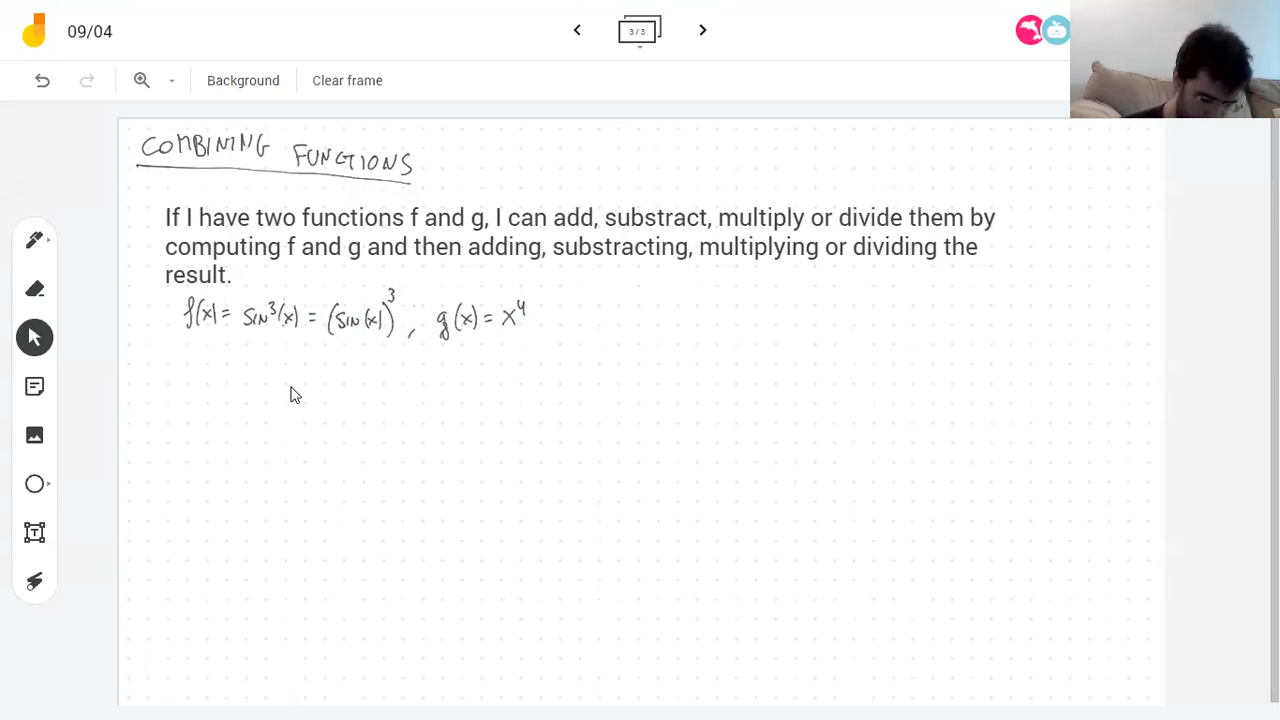 09/04
3/3
Background
Clear frame
COMBINING FUNCTIONS
If I have two functions f and g, I can add, substract, multiply or divide them by
computing f and g and then adding, substracting, multiplying or dividing the
result.
f(x) = sin³(x) = (sin(x))³, g(x) = x⁴